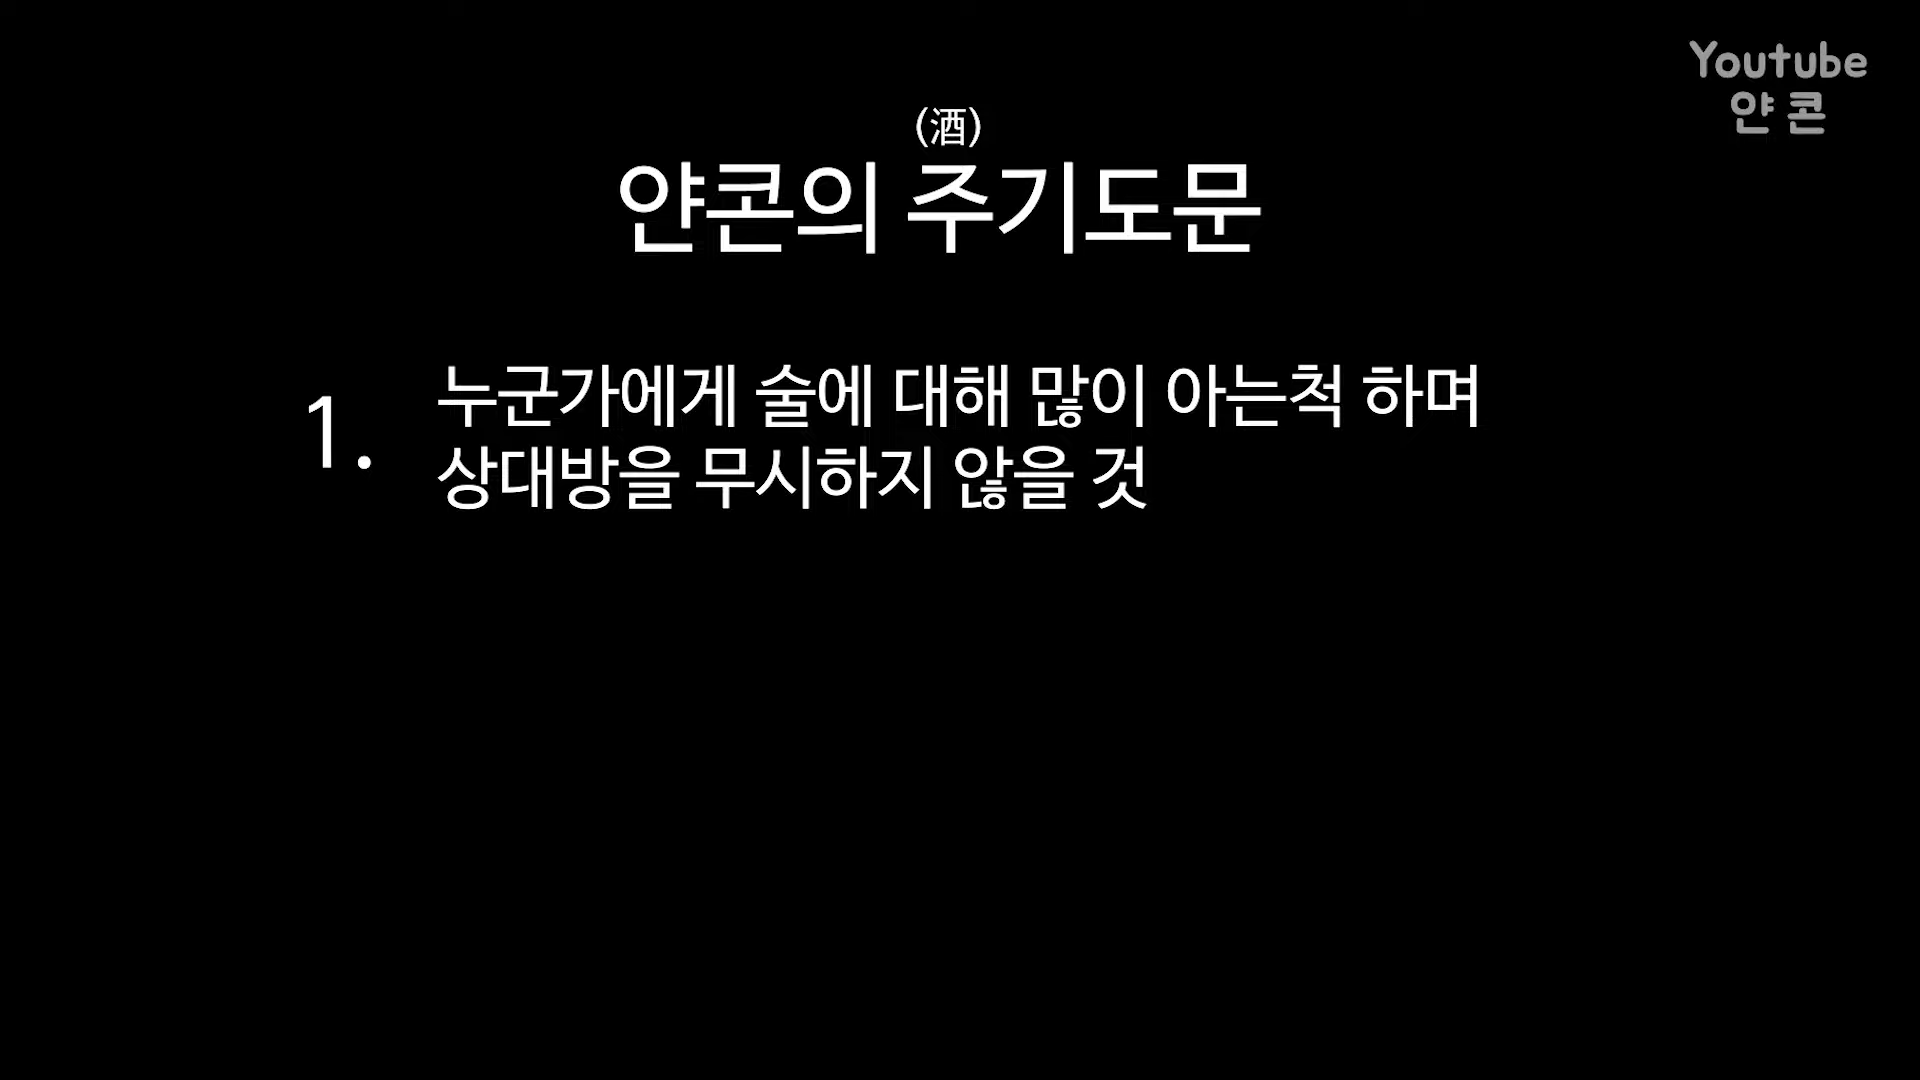 Youtube
얀콘
(酒)
얀콘의 주기도문
1. 누군가에게 술에 대해 많이 아는척 하며
상대방을 무시하지 않을 것